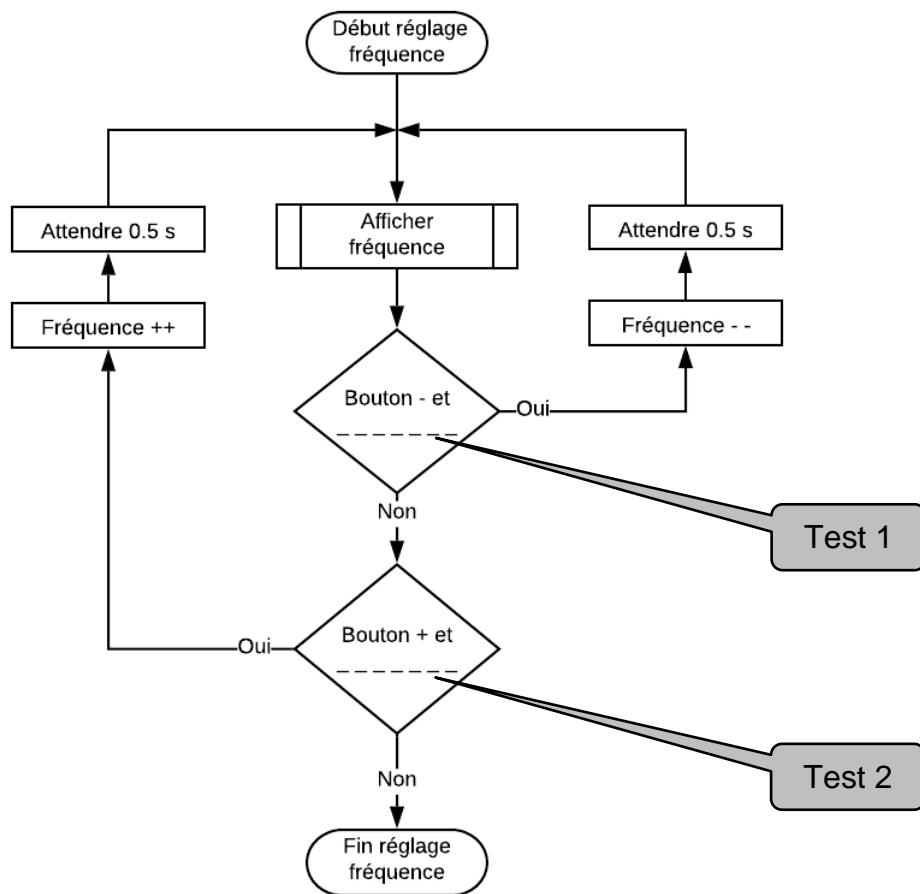 Début réglage
fréquence
Attendre 0.5 s
Afficher
fréquence
Attendre 0.5 s
Fréquence ++
Fréquence - -
Bouton - et
Oui
Non
Test 1
Bouton + et
Oui
Non
Test 2
Fin réglage
fréquence